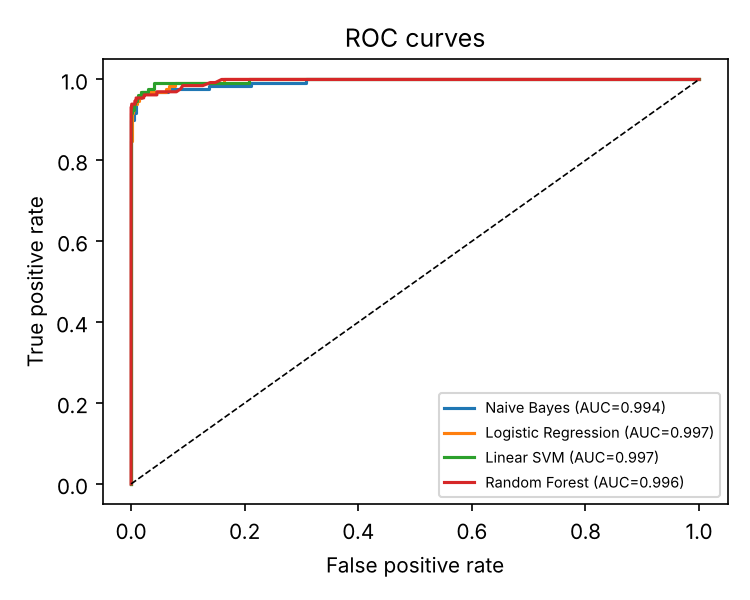 ROC curves
True positive rate
1.0
0.8
0.6
0.4
0.2
0.0
Naive Bayes (AUC=0.994)
Logistic Regression (AUC=0.997)
Linear SVM (AUC=0.997)
Random Forest (AUC=0.996)
0.0 0.2 0.4 0.6 0.8 1.0
False positive rate